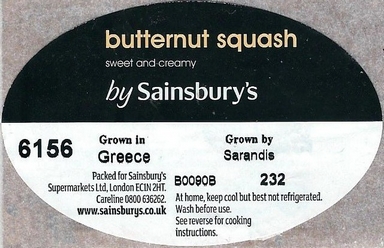 butternut squash
sweet and creamy
by Sainsbury's
6156
Grown in
Greece
Grown by
Sarandis
Packed for Sainsbury's
Supermarkets Ltd, London EC1N 2HT.
Careline 0800 636262.
www.sainsburys.co.uk
B0090B 232
At home, keep cool but best not refrigerated.
Wash before use.
See reverse for cooking
instructions.